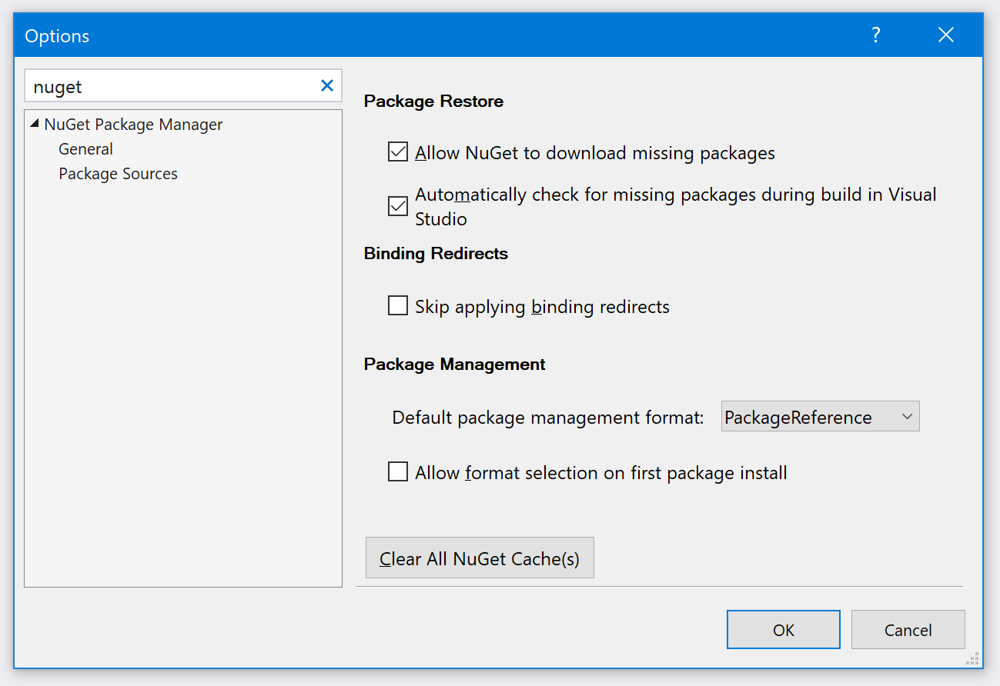 Options
?
nuget
NuGet Package Manager
General
Package Sources
Package Restore
Allow NuGet to download missing packages
Automatically check for missing packages during build in Visual
Studio
Binding Redirects
Skip applying binding redirects
Package Management
Default package management format:
PackageReference
Allow format selection on first package install
Clear All NuGet Cache(s)
OK
Cancel